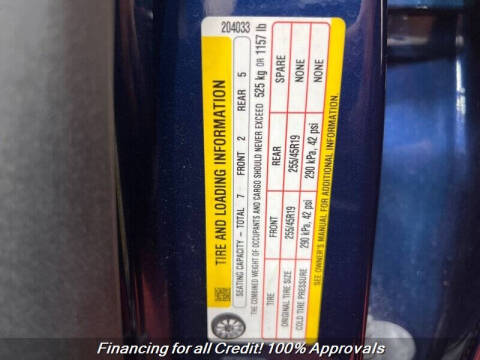 204033
TIRE AND LOADING INFORMATION
SEATING CAPACITY – TOTAL 7 FRONT 2 REAR 5
THE COMBINED WEIGHT OF OCCUPANTS AND CARGO SHOULD NEVER EXCEED 525 kg OR 1157 lb
TIRE FRONT REAR SPARE
ORIGINAL TIRE SIZE 255/45R19 255/45R19 NONE
COLD TIRE PRESSURE 290 kPa, 42 psi 290 kPa, 42 psi NONE
SEE OWNER'S MANUAL FOR ADDITIONAL INFORMATION
Financing for all Credit! 100% Approvals